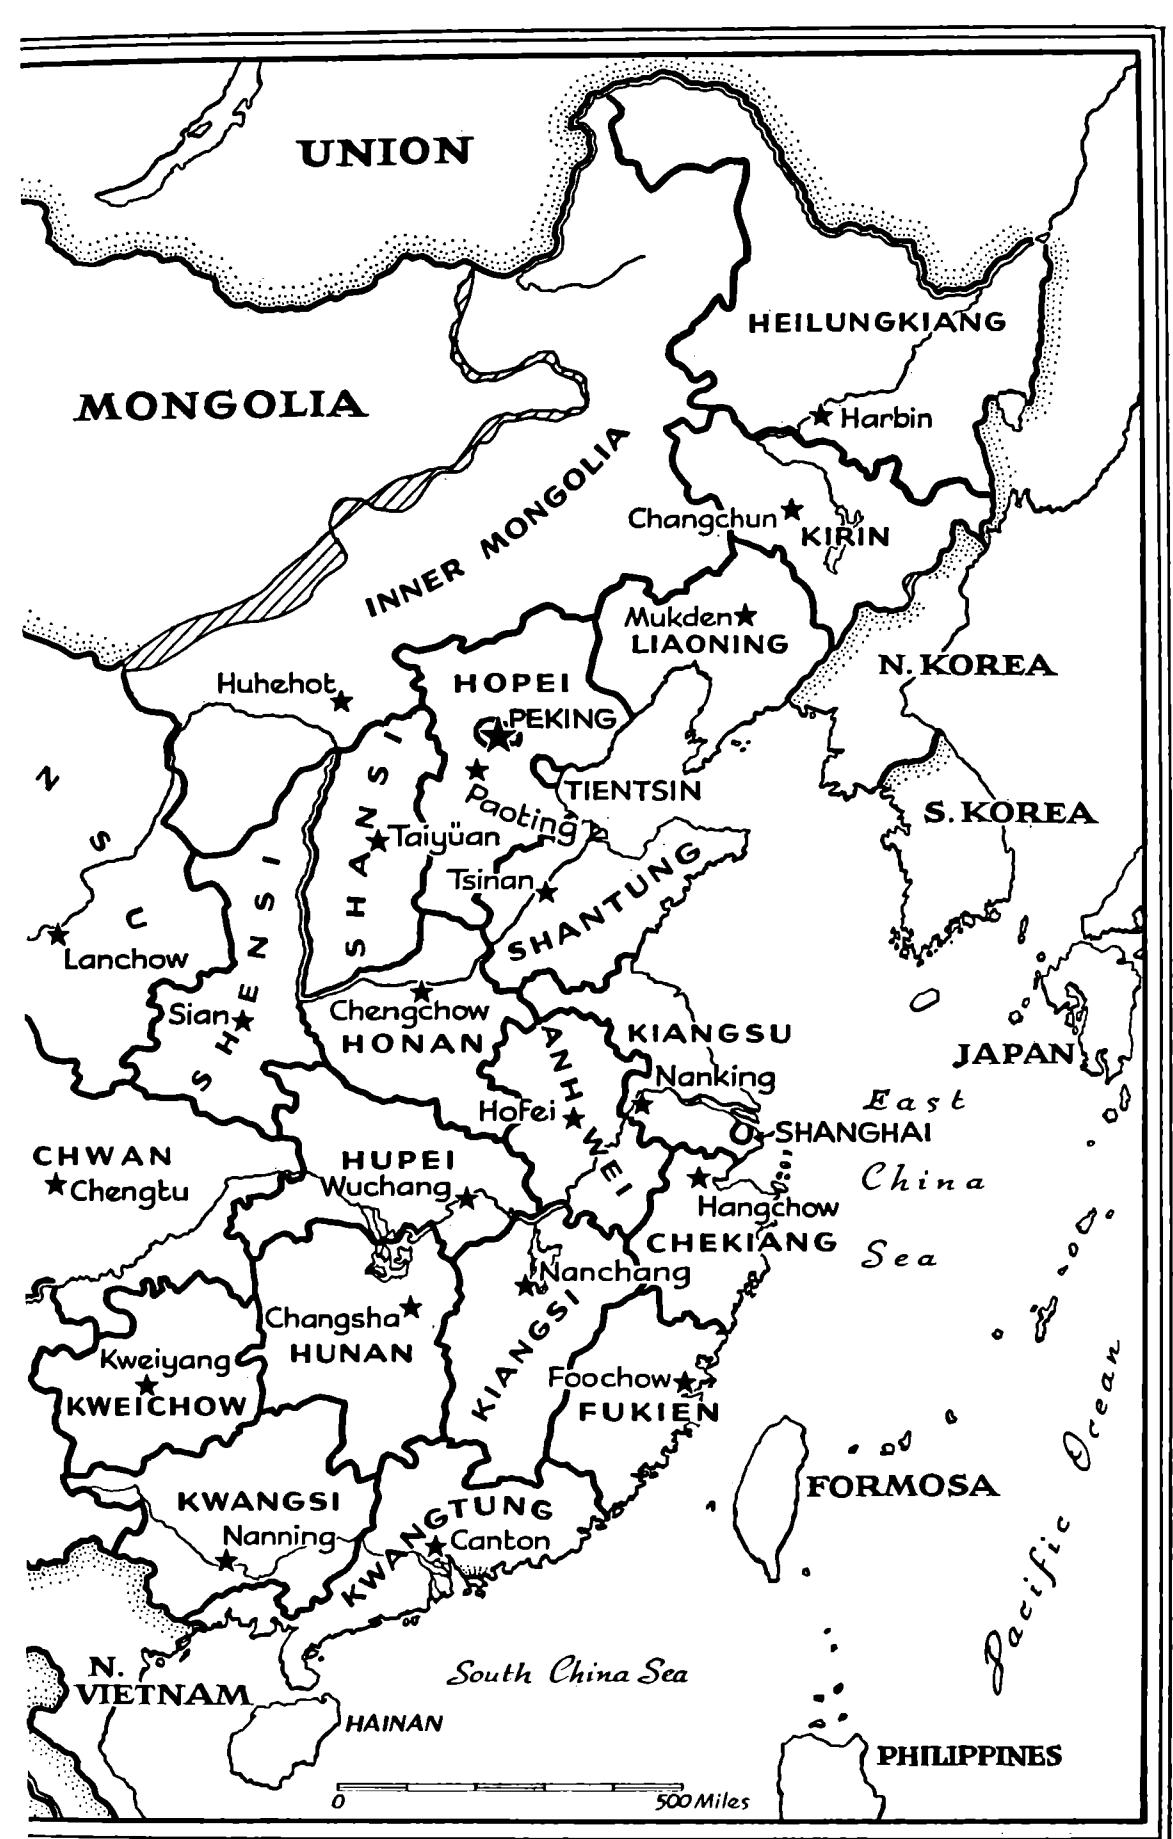 UNION
HEILUNGKIANG
MONGOLIA
Harbin
INNER MONGOLIA
Changchun
KIRIN
Mukden
LIAONING
N. KOREA
Huhehot
HOPEI
PEKING
N
S
U
SHANSI
TIENTSIN
Paoting
S. KOREA
Taiyüan
Tsinan
SHENSI
SHANTUNG
Lanchow
Chengchow
Sian
HONAN
ANHWEI
KIANGSU
JAPAN
Nanking
East
China
Sea
Hofei
SHANGHAI
CHWAN
Chengtu
HUPEI
Wuchang
Hangchow
CHEKIANG
Nanchang
Changsha
HUNAN
KIANGSI
Kweiyang
KWEICHOW
Foochow
FUKIEN
Pacific Ocean
FORMOSA
KWANGSI
Nanning
KWANGTUNG
Canton
N.
VIETNAM
South China Sea
HAINAN
PHILIPPINES
0 500 Miles